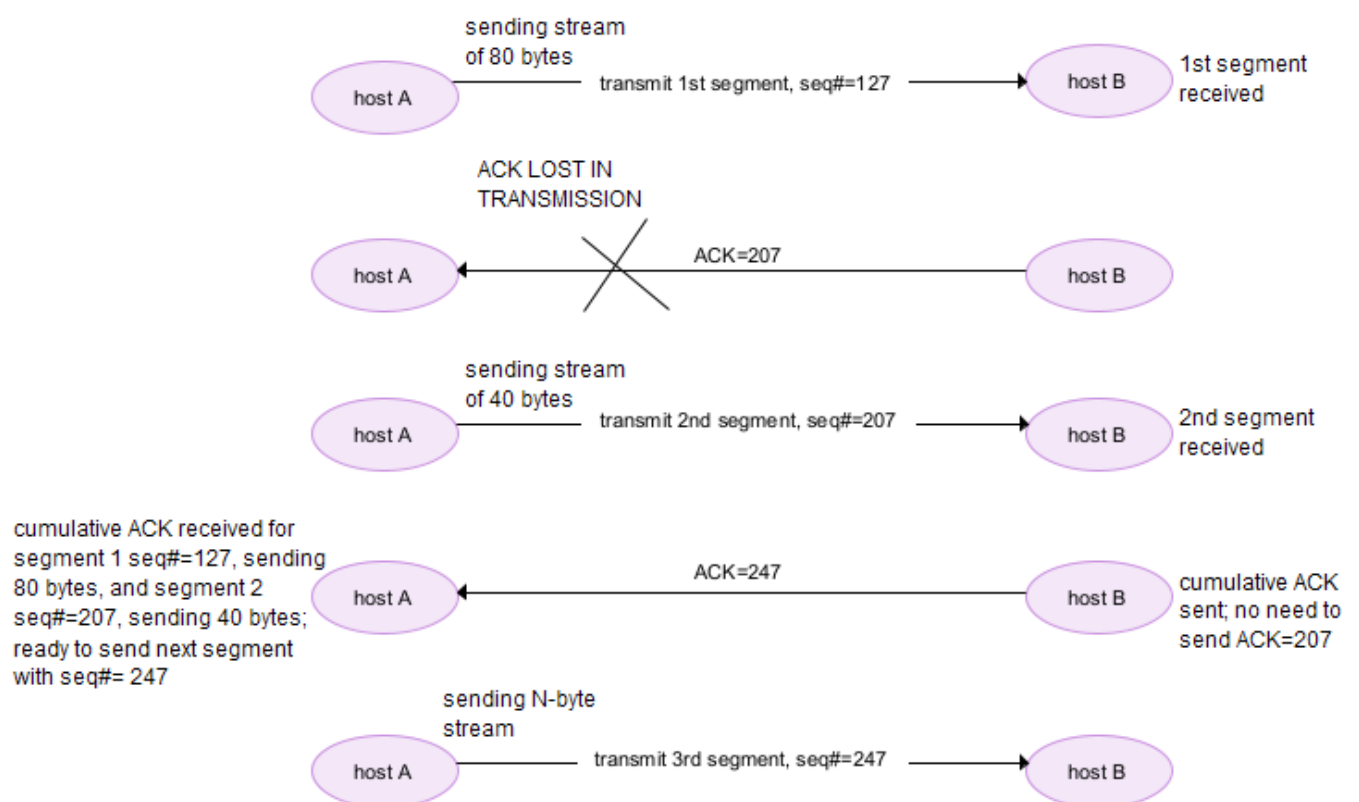 sending stream
of 80 bytes
host A
transmit 1st segment, seq#=127
host B
1st segment
received
ACK LOST IN
TRANSMISSION
host A
ACK=207
host B
sending stream
of 40 bytes
host A
transmit 2nd segment, seq#=207
host B
2nd segment
received
cumulative ACK received for
segment 1 seq#=127, sending
80 bytes, and segment 2
seq#=207, sending 40 bytes;
ready to send next segment
with seq#= 247
host A
ACK=247
host B
cumulative ACK
sent; no need to
send ACK=207
sending N-byte
stream
host A
transmit 3rd segment, seq#=247
host B